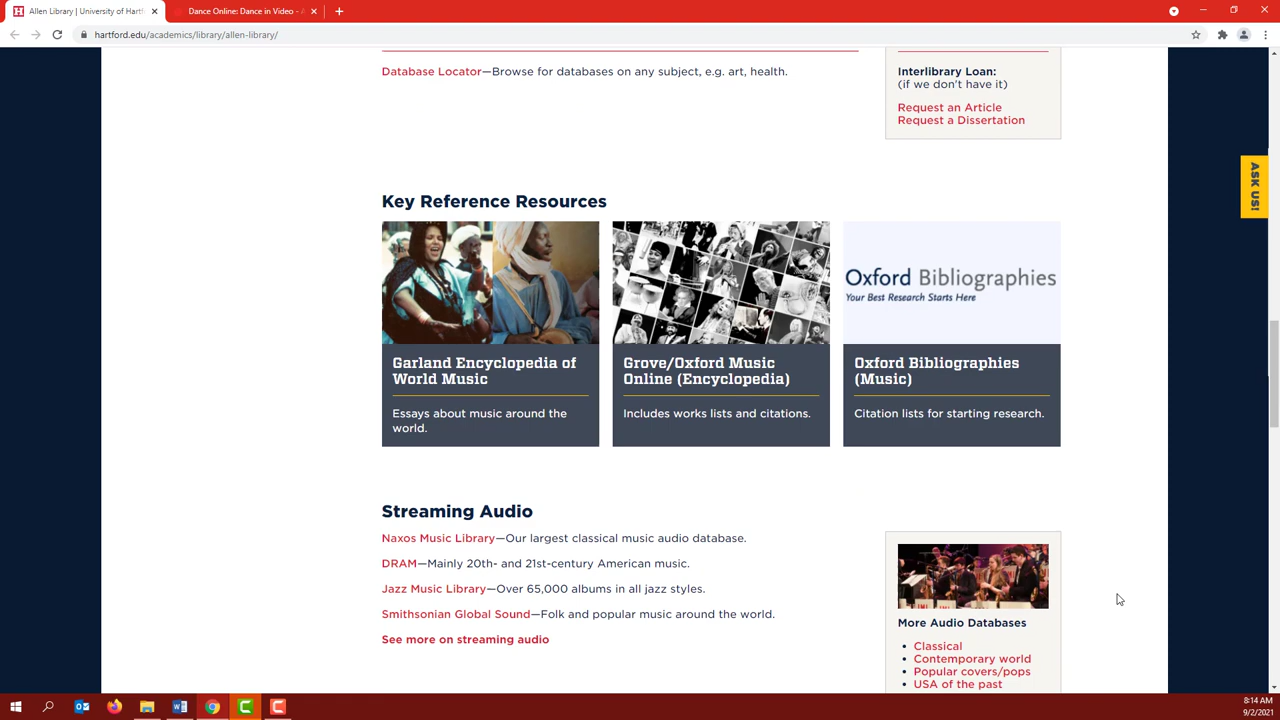 Allen Library | University of Hartf
Dance Online: Dance in Video - A
hartford.edu/academics/library/allen-library/
Database Locator—Browse for databases on any subject, e.g. art, health.
Interlibrary Loan:
(if we don't have it)
Request an Article
Request a Dissertation
ASK US!
Key Reference Resources
Oxford Bibliographies
Your Best Research Starts Here
Garland Encyclopedia of
World Music
Essays about music around the
world.
Grove/Oxford Music
Online (Encyclopedia)
Includes works lists and citations.
Oxford Bibliographies
(Music)
Citation lists for starting research.
Streaming Audio
Naxos Music Library—Our largest classical music audio database.
DRAM—Mainly 20th- and 21st-century American music.
Jazz Music Library—Over 65,000 albums in all jazz styles.
Smithsonian Global Sound—Folk and popular music around the world.
See more on streaming audio
More Audio Databases
Classical
Contemporary world
Popular covers/pops
USA of the past
8:14 AM
9/2/2021